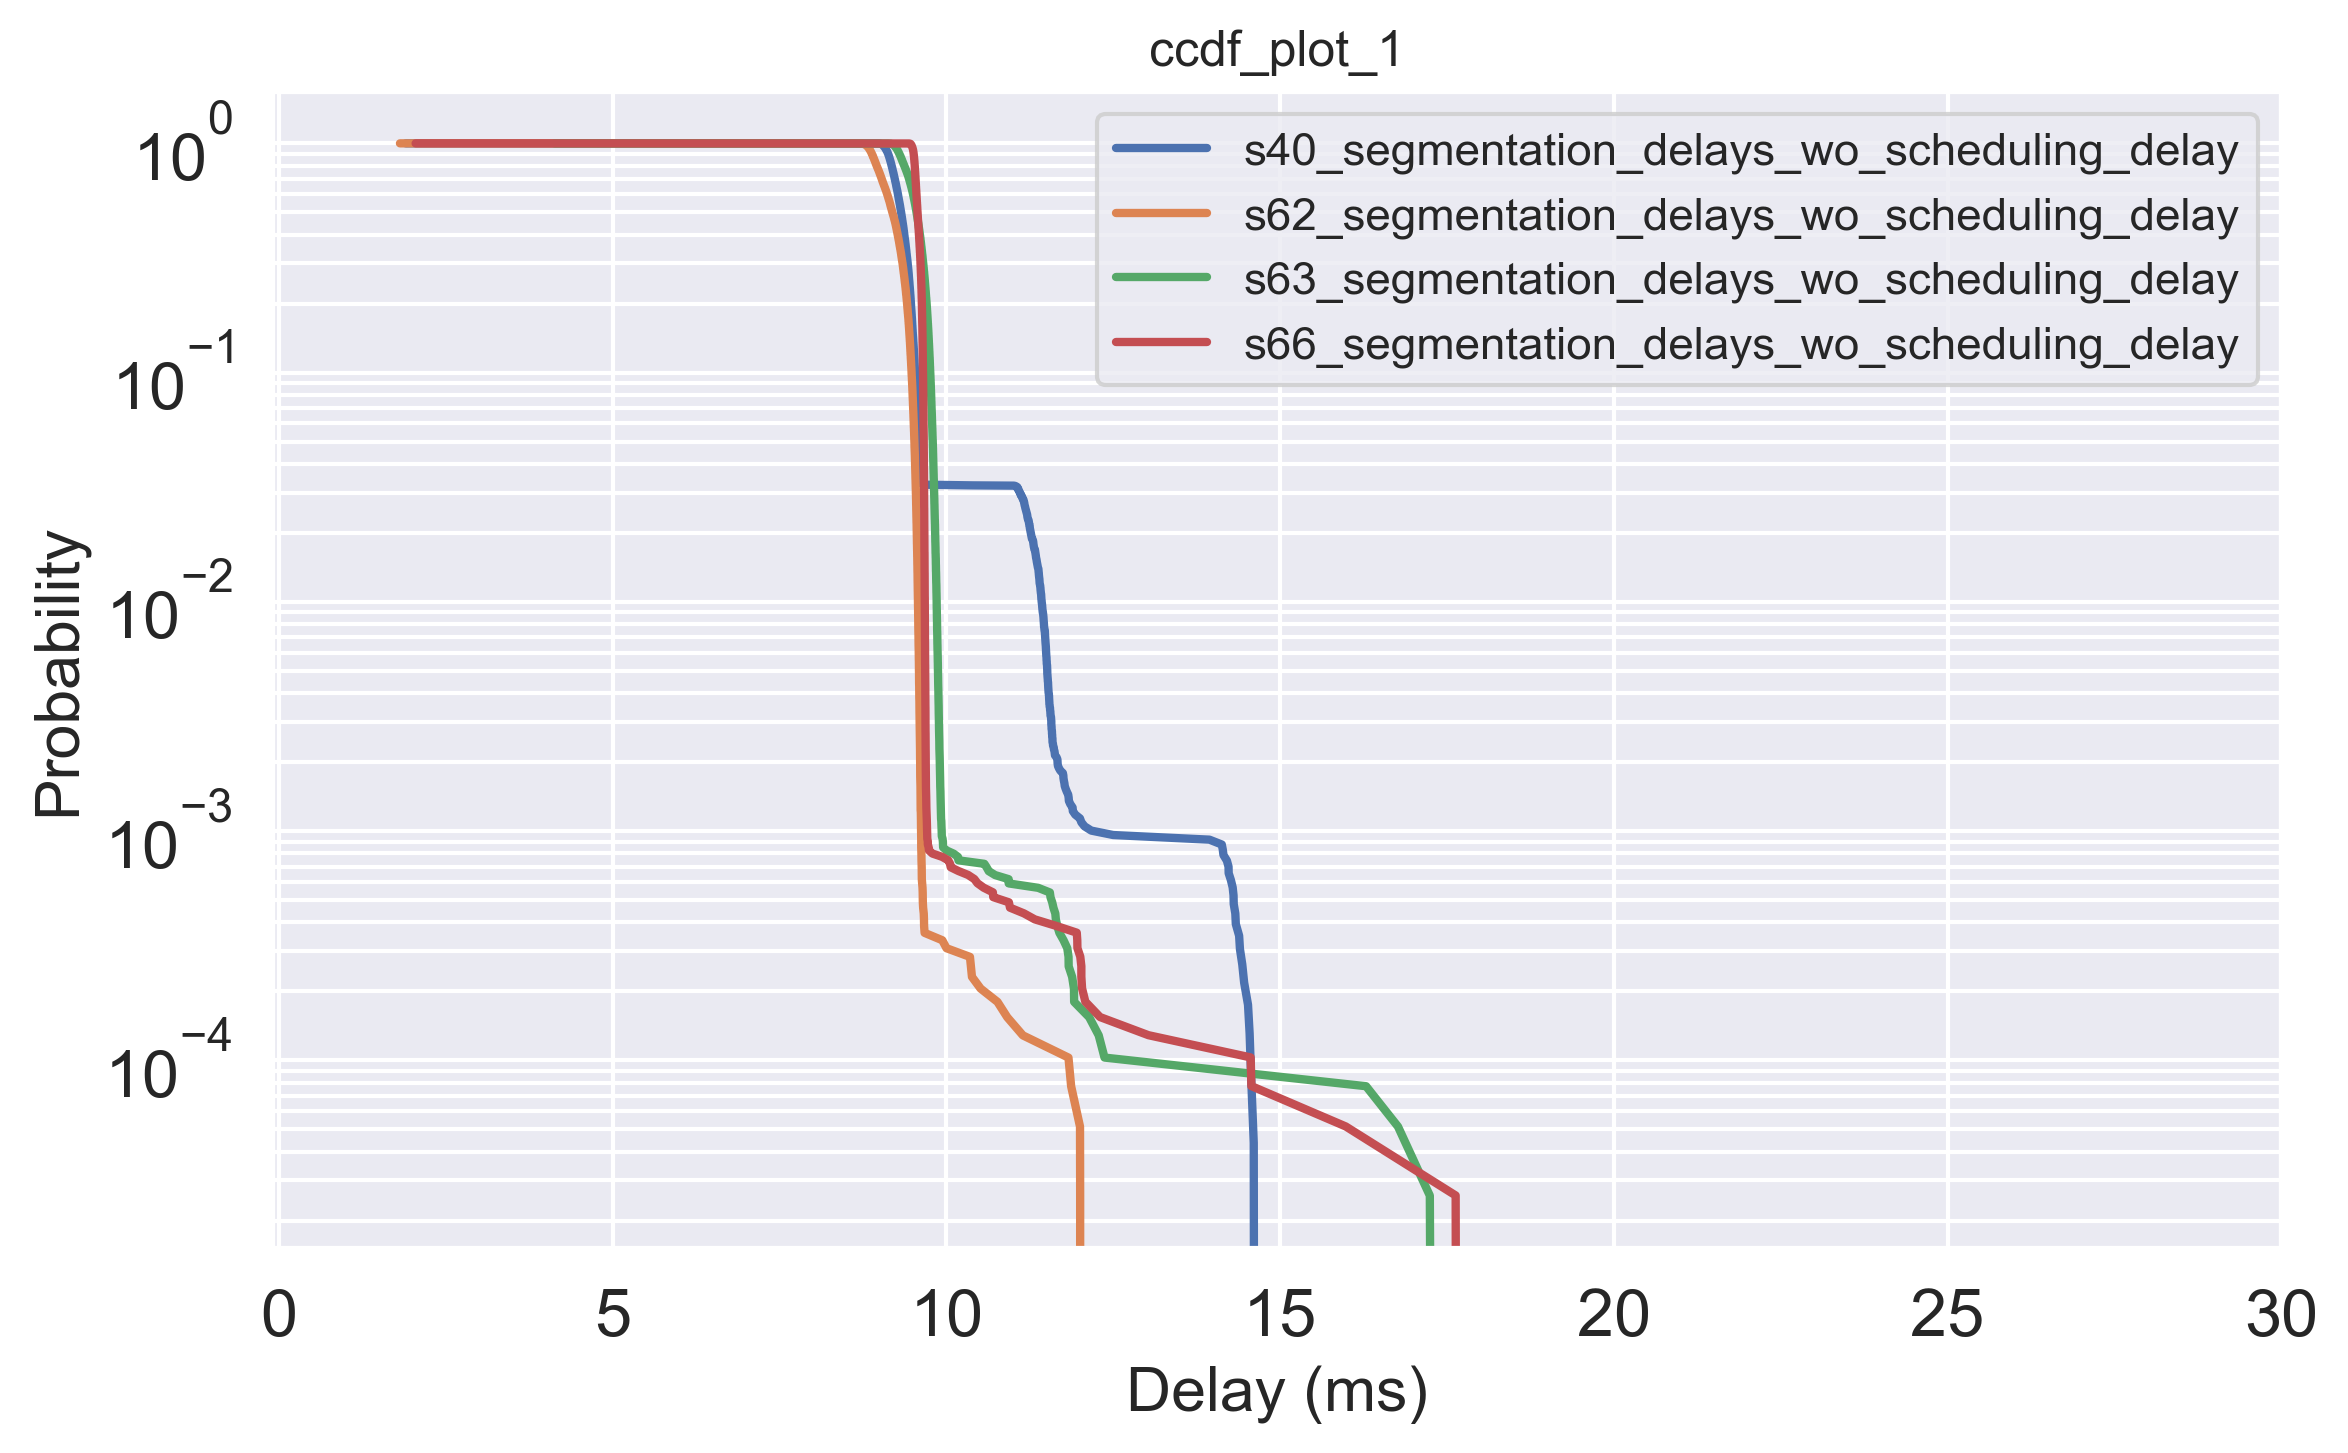 ccdf_plot_1
10^0
10^−1
10^−2
10^−3
10^−4
Probability
s40_segmentation_delays_wo_scheduling_delay
s62_segmentation_delays_wo_scheduling_delay
s63_segmentation_delays_wo_scheduling_delay
s66_segmentation_delays_wo_scheduling_delay
0 5 10 15 20 25 30
Delay (ms)